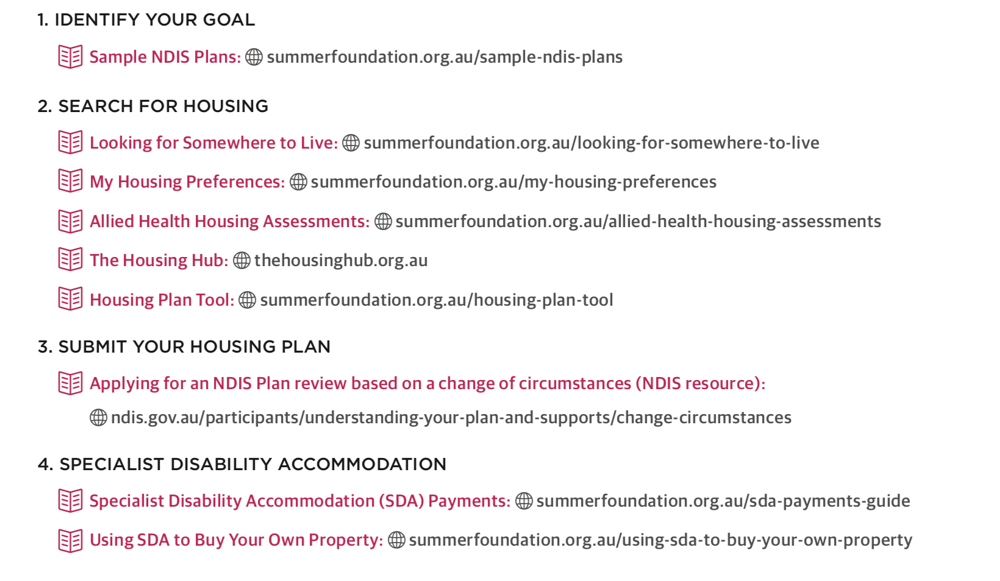 1. IDENTIFY YOUR GOAL
Sample NDIS Plans: summerfoundation.org.au/sample-ndis-plans
2. SEARCH FOR HOUSING
Looking for Somewhere to Live: summerfoundation.org.au/looking-for-somewhere-to-live
My Housing Preferences: summerfoundation.org.au/my-housing-preferences
Allied Health Housing Assessments: summerfoundation.org.au/allied-health-housing-assessments
The Housing Hub: thehousinghub.org.au
Housing Plan Tool: summerfoundation.org.au/housing-plan-tool
3. SUBMIT YOUR HOUSING PLAN
Applying for an NDIS Plan review based on a change of circumstances (NDIS resource):
ndis.gov.au/participants/understanding-your-plan-and-supports/change-circumstances
4. SPECIALIST DISABILITY ACCOMMODATION
Specialist Disability Accommodation (SDA) Payments: summerfoundation.org.au/sda-payments-guide
Using SDA to Buy Your Own Property: summerfoundation.org.au/using-sda-to-buy-your-own-property